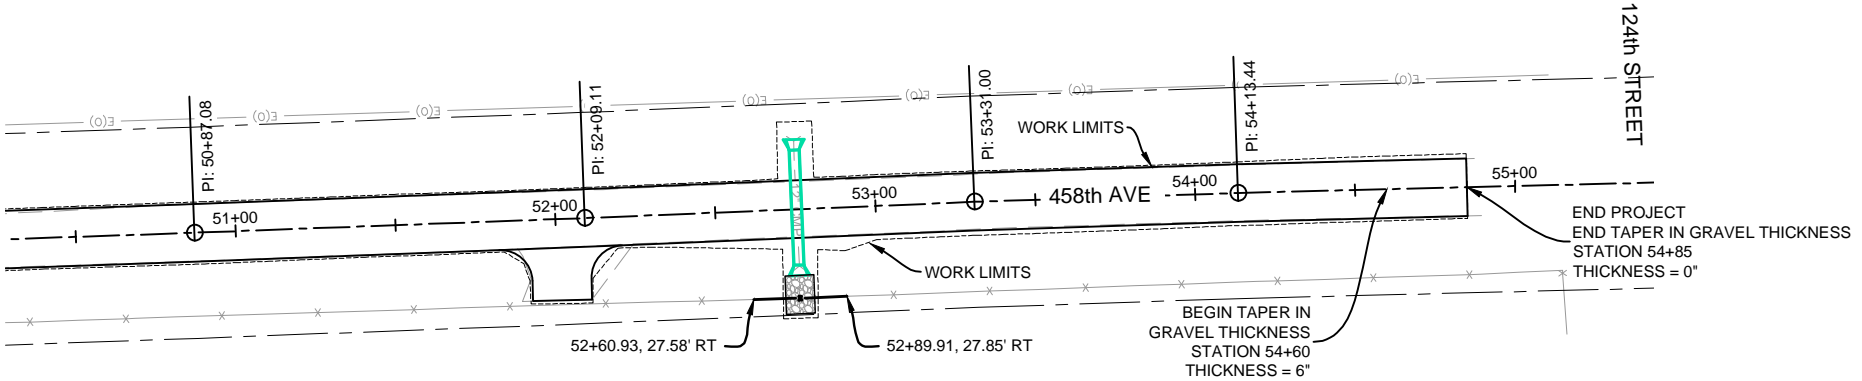 124th STREET
E(O)
E(O)
E(O)
E(O)
E(O)
E(O)
E(O)
PI: 50+87.08
PI: 52+09.11
PI: 53+31.00
PI: 54+13.44
WORK LIMITS
51+00
52+00
53+00
458th AVE
54+00
55+00
END PROJECT
END TAPER IN GRAVEL THICKNESS
STATION 54+85
THICKNESS = 0"
WORK LIMITS
BEGIN TAPER IN
GRAVEL THICKNESS
STATION 54+60
THICKNESS = 6"
52+60.93, 27.58' RT
52+89.91, 27.85' RT